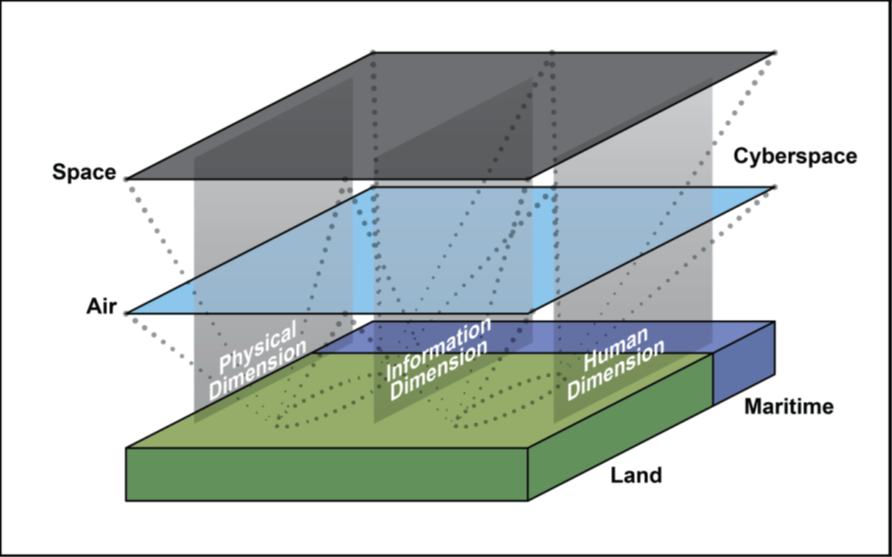 Space
Cyberspace
Air
Physical
Dimension
Information
Dimension
Human
Dimension
Maritime
Land